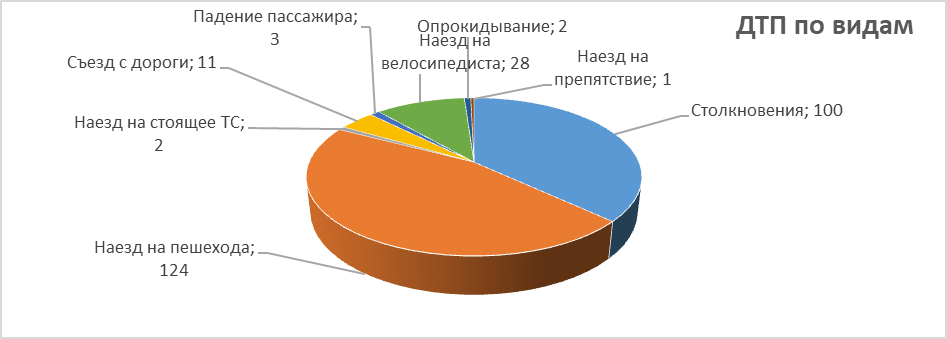 ДТП по видам
Падение пассажира;
3
Опрокидывание; 2
Наезд на
велосипедиста; 28
Наезд на
препятствие; 1
Съезд с дороги; 11
Столкновения; 100
Наезд на стоящее ТС;
2
Наезд на пешехода;
124